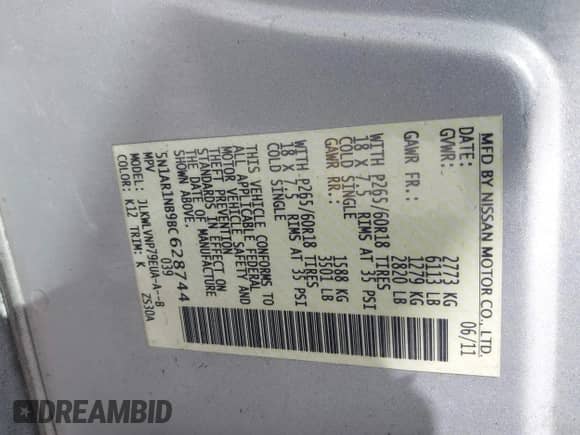 MFD BY NISSAN MOTOR CO., LTD.
DATE: 06/11
GVWR: 2773 KG
6113 LB
GAWR FR.: 1279 KG
2820 LB
WITH P265/60R18 TIRES
18 X 7.5 RIMS AT 35 PSI
COLD SINGLE
GAWR RR.: 1588 KG
3501 LB
WITH P265/60R18 TIRES
18 X 7.5 RIMS AT 35 PSI
COLD SINGLE
THIS VEHICLE CONFORMS TO
ALL APPLICABLE FEDERAL
MOTOR VEHICLE SAFETY AND
THEFT PREVENTION
STANDARDS IN EFFECT ON
THE DATE OF MANUFACTURE
SHOWN ABOVE.
039
5N1AR1NB9BC628744
MPV ZS30A
JLKWLVNP79EUA-A--B
COLOR: K12 TRIM: K
DREAMBID